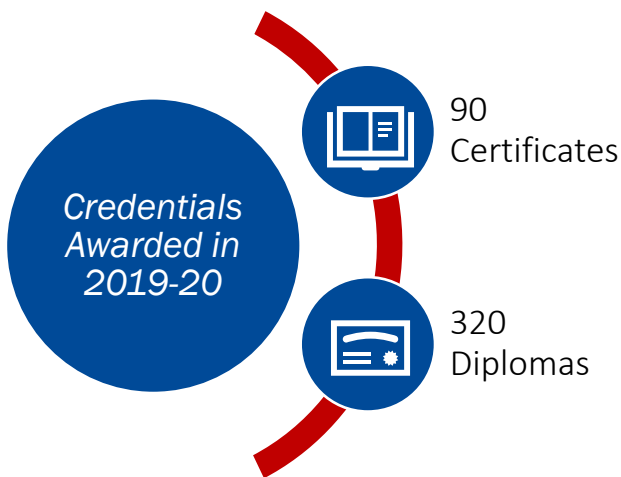 Credentials
Awarded in
2019-20
90
Certificates
320
Diplomas